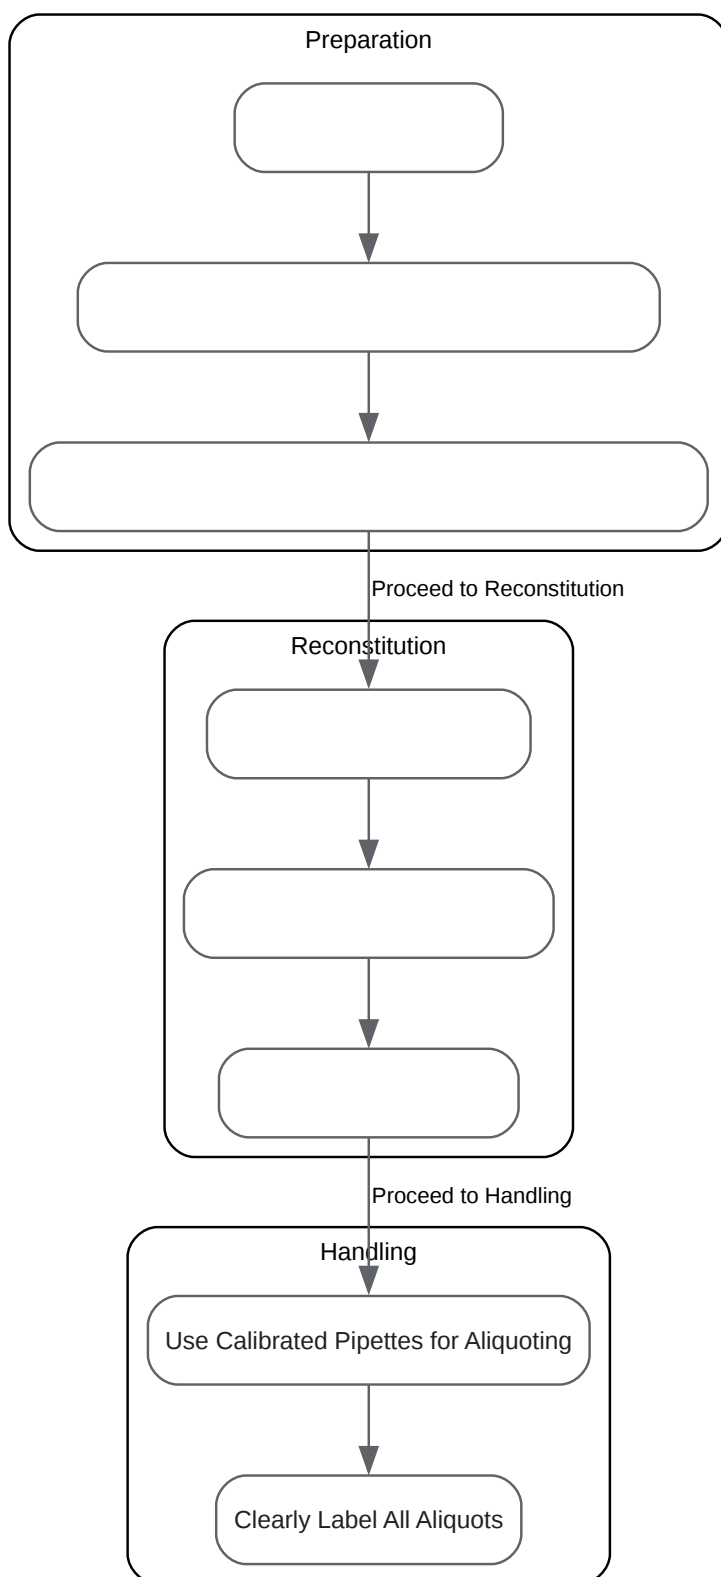 Preparation
Proceed to Reconstitution
Reconstitution
Proceed to Handling
Handling
Use Calibrated Pipettes for Aliquoting
Clearly Label All Aliquots